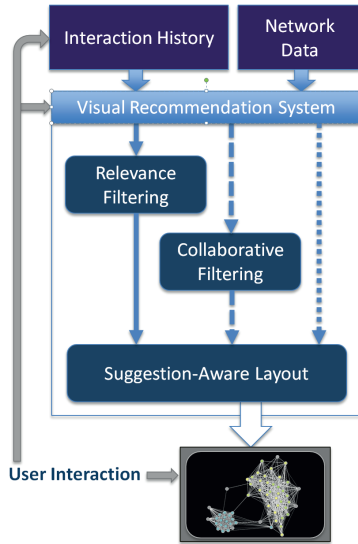 Interaction History
Network
Data
Visual Recommendation System
Relevance
Filtering
Collaborative
Filtering
Suggestion-Aware Layout
User Interaction